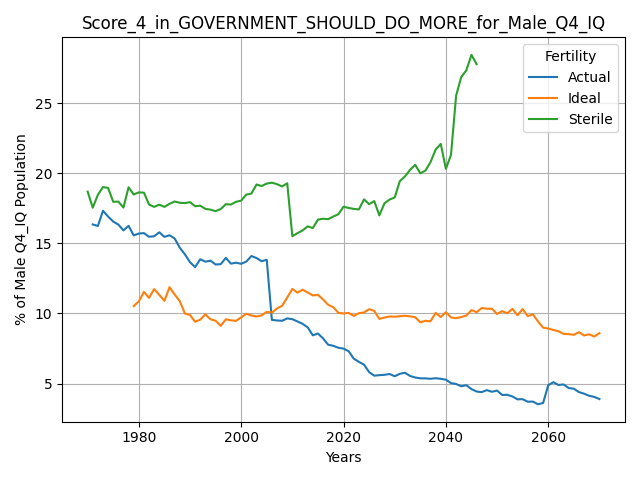 Score_4_in_GOVERNMENT_SHOULD_DO_MORE_for_Male_Q4_IQ
Fertility
Actual
Ideal
Sterile
% of Male Q4_IQ Population
25
20
15
10
5
1980
2000
2020
2040
2060
Years